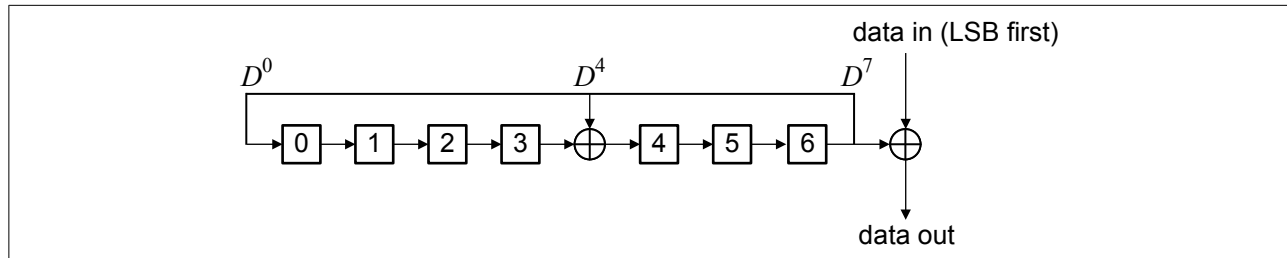 data in (LSB first)
D⁰ D⁴ D⁷
0 1 2 3 4 5 6
data out